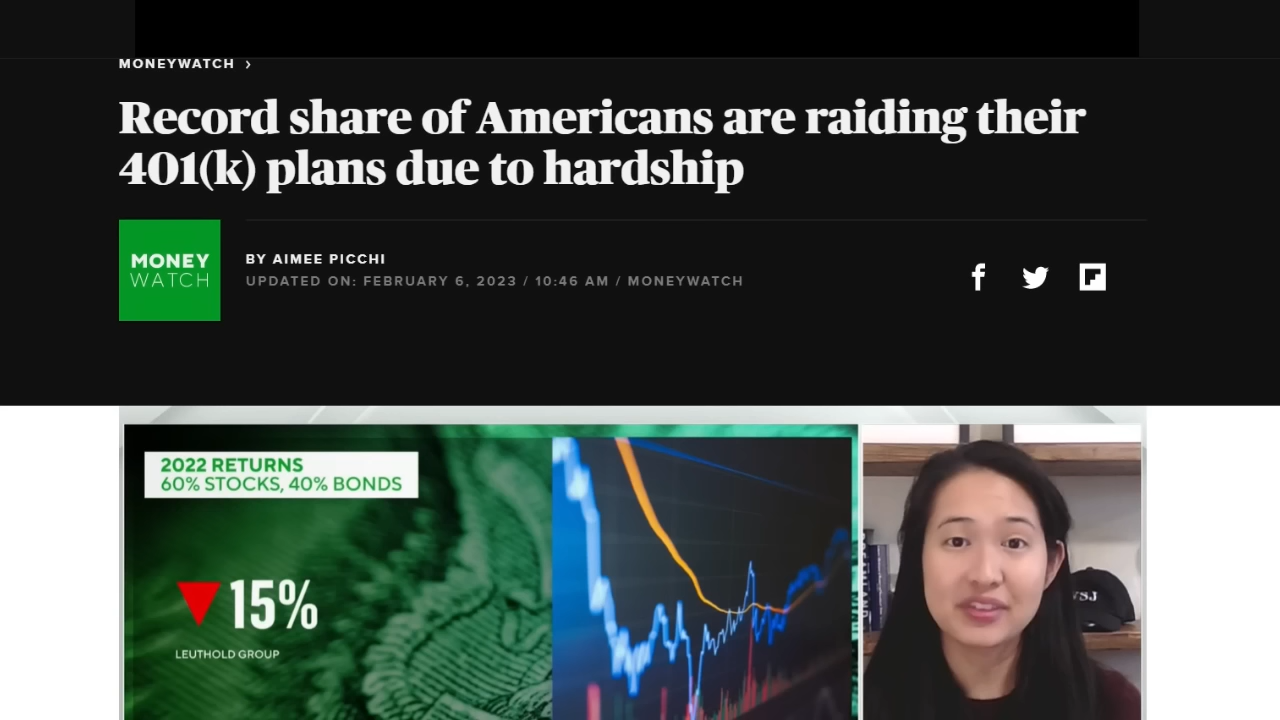 MONEYWATCH ›
Record share of Americans are raiding their
401(k) plans due to hardship
MONEY
WATCH
BY AIMEE PICCHI
UPDATED ON: FEBRUARY 6, 2023 / 10:46 AM / MONEYWATCH
2022 RETURNS
60% STOCKS, 40% BONDS
15%
LEUTHOLD GROUP